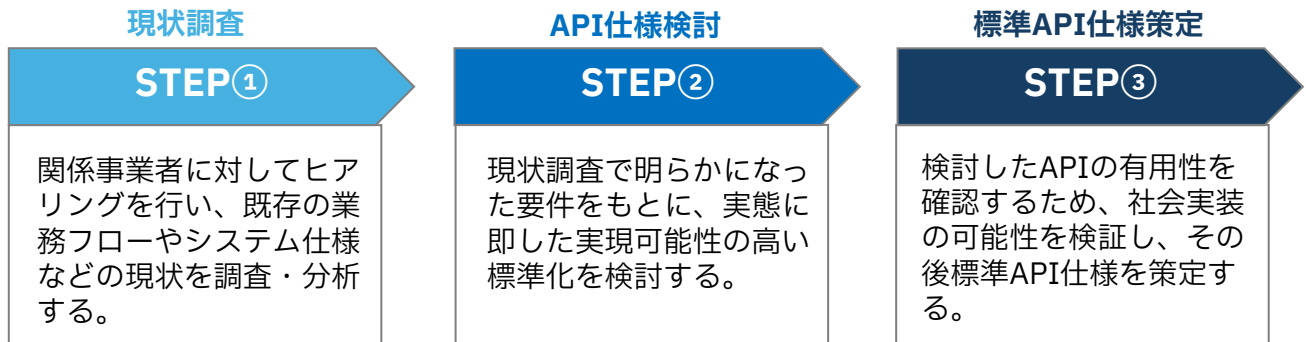 現状調査
STEP①
関係事業者に対してヒア
リングを行い、既存の業
務フローやシステム仕様
などの現状を調査・分析
する。
API仕様検討
STEP②
現状調査で明らかになっ
た要件をもとに、実態に
即した実現可能性の高い
標準化を検討する。
標準API仕様策定
STEP③
検討したAPIの有用性を
確認するため、社会実装
の可能性を検証し、その
後標準API仕様を策定す
る。